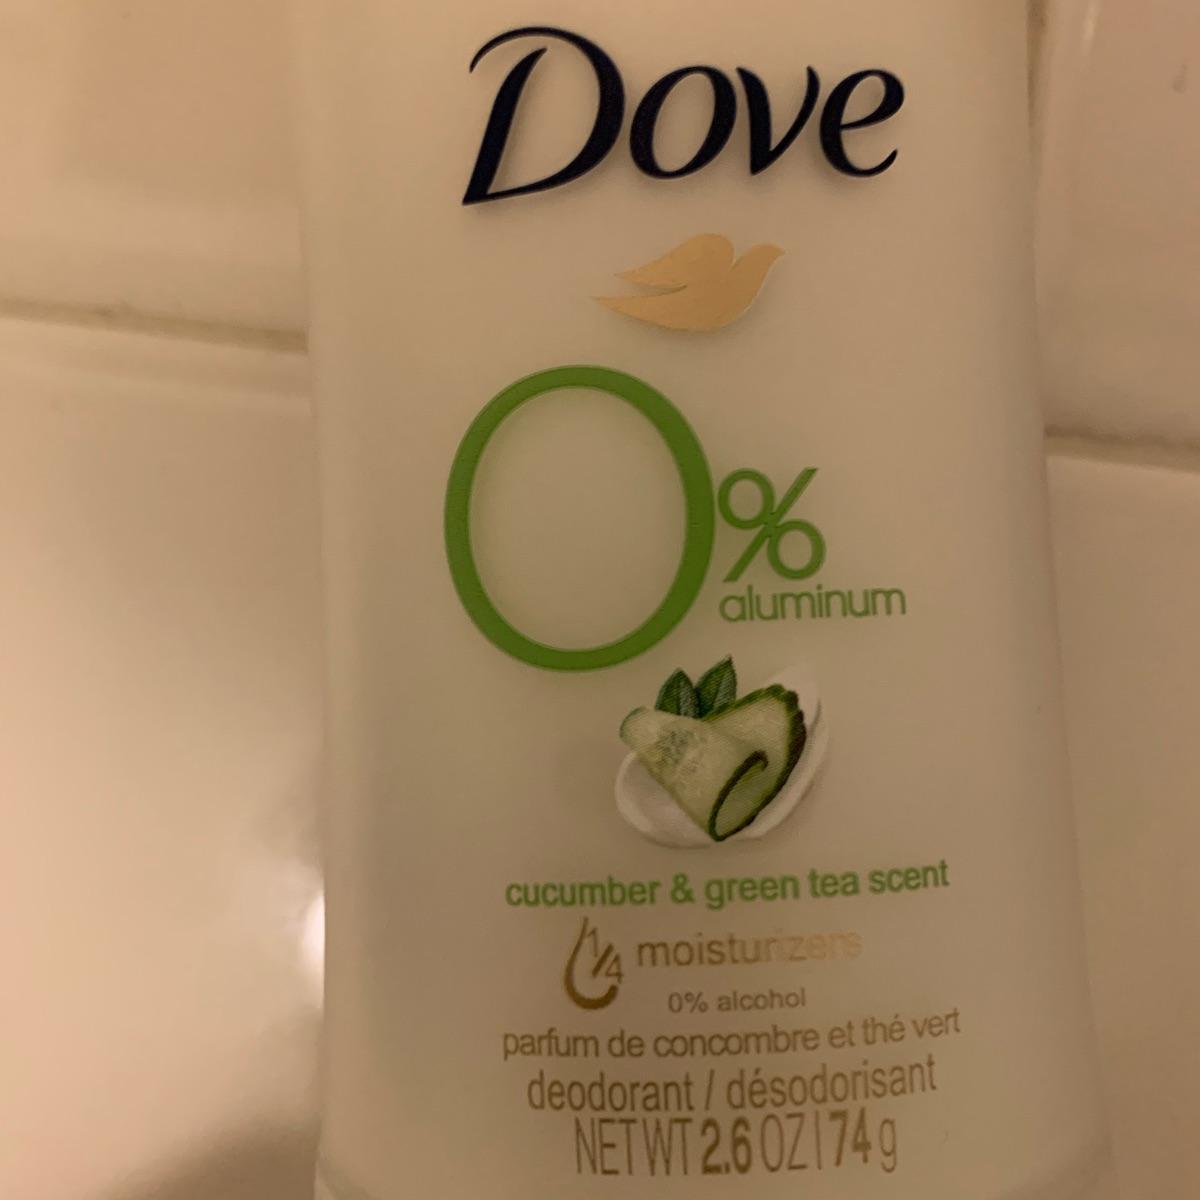 Dove
0%
aluminum
cucumber & green tea scent
1/4 moisturizers
0% alcohol
parfum de concombre et thé vert
deodorant / désodorisant
NET WT 2.6 OZ | 74 g